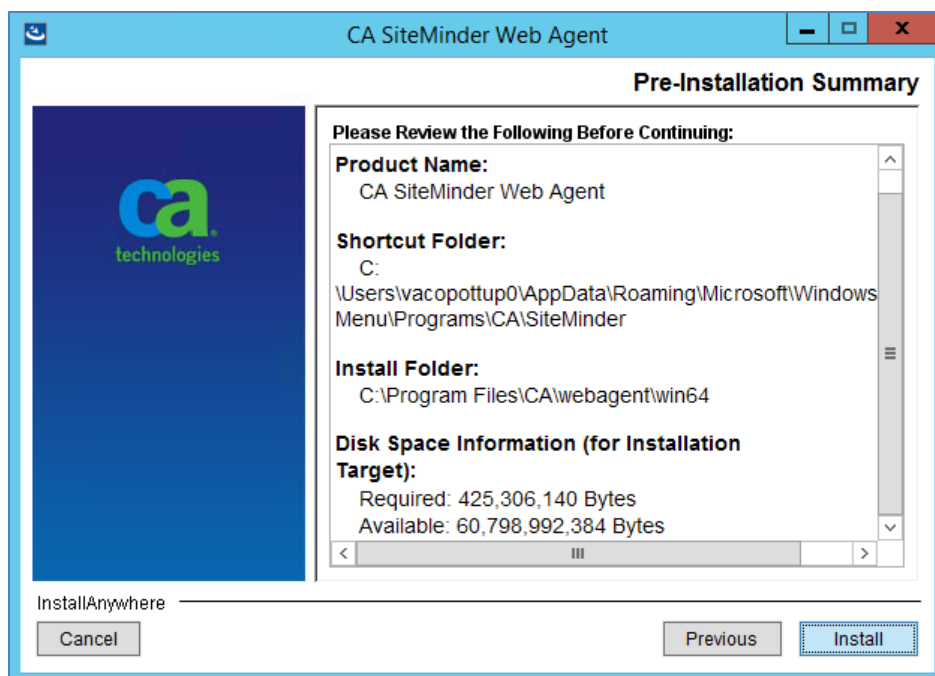 CA SiteMinder Web Agent
Pre-Installation Summary
ca
technologies
Please Review the Following Before Continuing:
Product Name:
CA SiteMinder Web Agent
Shortcut Folder:
C:
\Users\vacopottup0\AppData\Roaming\Microsoft\Windows
Menu\Programs\CA\SiteMinder
Install Folder:
C:\Program Files\CA\webagent\win64
Disk Space Information (for Installation
Target):
Required: 425,306,140 Bytes
Available: 60,798,992,384 Bytes
InstallAnywhere
Cancel
Previous
Install